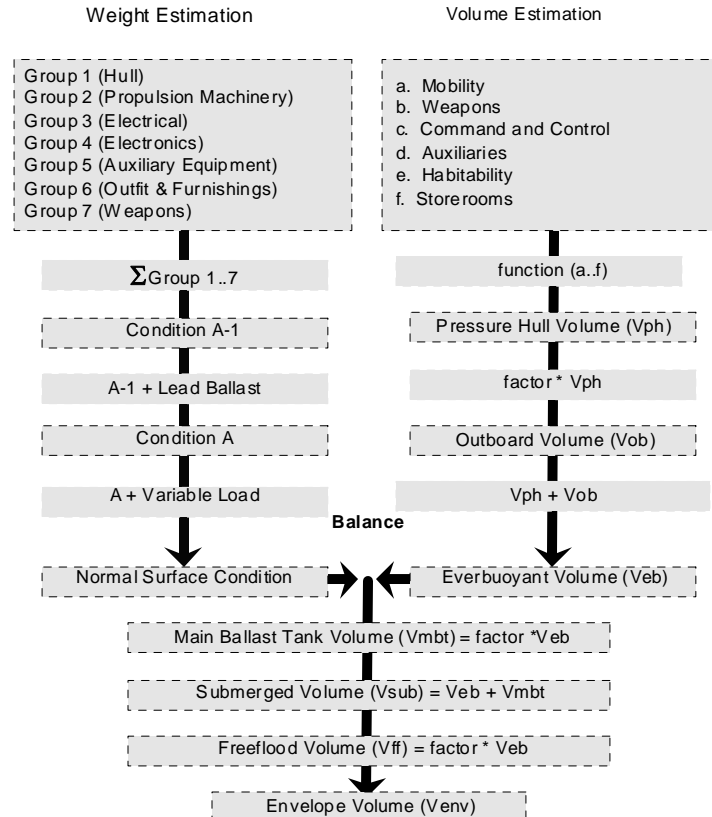 Weight Estimation
Volume Estimation
Group 1 (Hull)
Group 2 (Propulsion Machinery)
Group 3 (Electrical)
Group 4 (Electronics)
Group 5 (Auxiliary Equipment)
Group 6 (Outfit & Furnishings)
Group 7 (Weapons)
a. Mobility
b. Weapons
c. Command and Control
d. Auxiliaries
e. Habitability
f. Storerooms
ΣGroup 1..7
function (a..f)
Condition A-1
Pressure Hull Volume (Vph)
A-1 + Lead Ballast
factor * Vph
Condition A
Outboard Volume (Vob)
A + Variable Load
Vph + Vob
Balance
Normal Surface Condition
Everbuoyant Volume (Veb)
Main Ballast Tank Volume (Vmbt) = factor *Veb
Submerged Volume (Vsub) = Veb + Vmbt
Freeflood Volume (Vff) = factor * Veb
Envelope Volume (Venv)